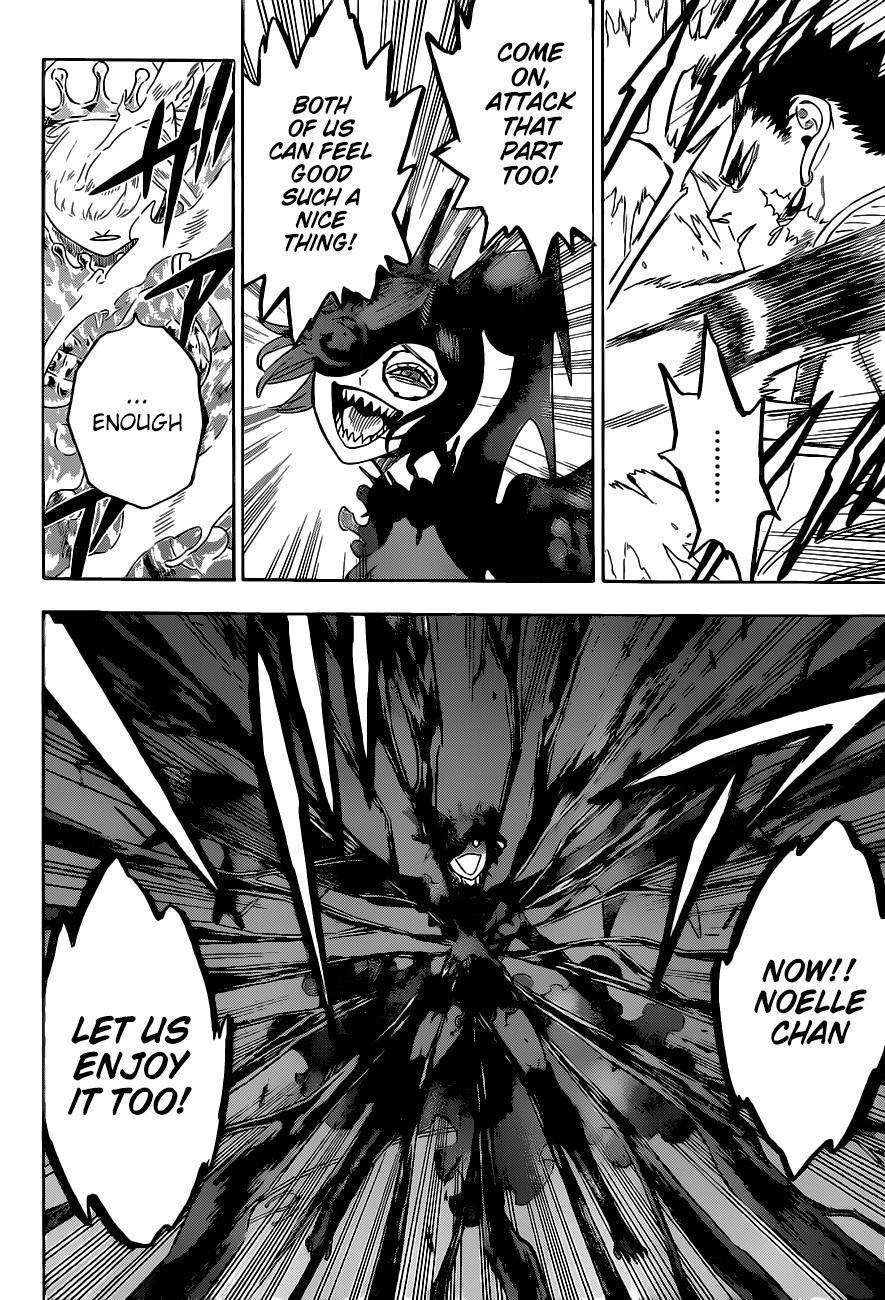 .......
COME
ON,
ATTACK
THAT
PART
TOO!
BOTH
OF US
CAN FEEL
GOOD
SUCH A
NICE
THING!
...
ENOUGH
NOW!!
NOELLE
CHAN
LET US
ENJOY
IT TOO!